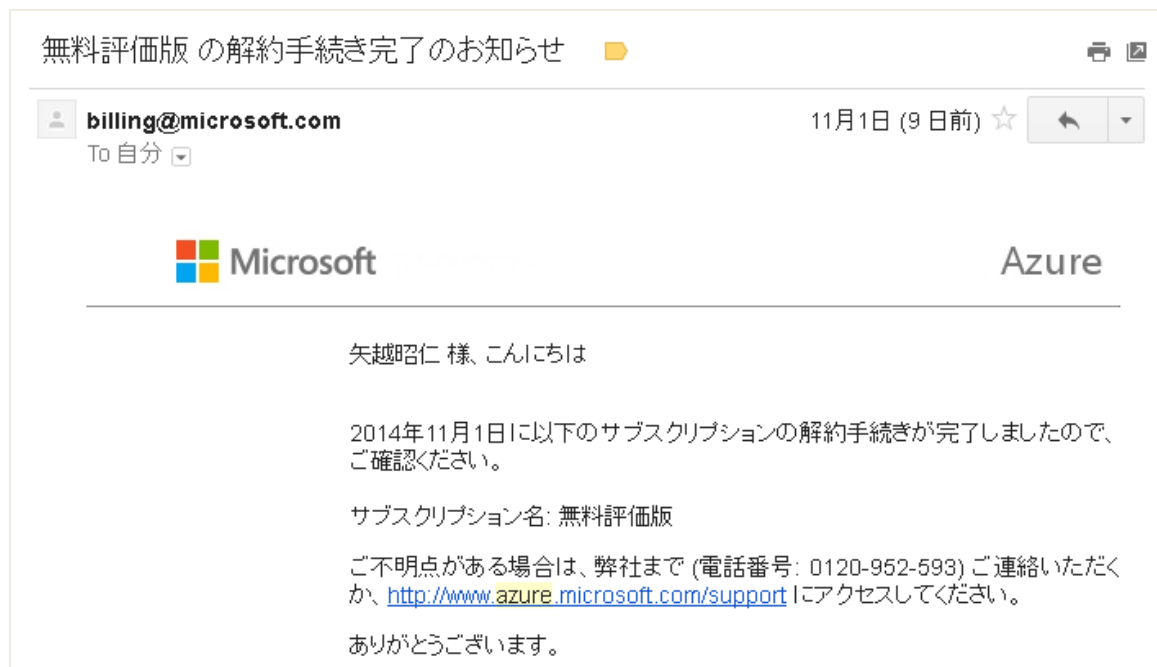 無料評価版 の解約手続き完了のお知らせ
billing@microsoft.com
11月1日 (9 日前)
To 自分
Microsoft
Azure
矢越昭仁 様、こんにちは
2014年11月1日に以下のサブスクリプションの解約手続きが完了しましたので、
ご確認ください。
サブスクリプション名: 無料評価版
ご不明点がある場合は、弊社まで (電話番号: 0120-952-593) ご連絡いただく
か、http://www.azure.microsoft.com/support にアクセスしてください。
ありがとうございます。